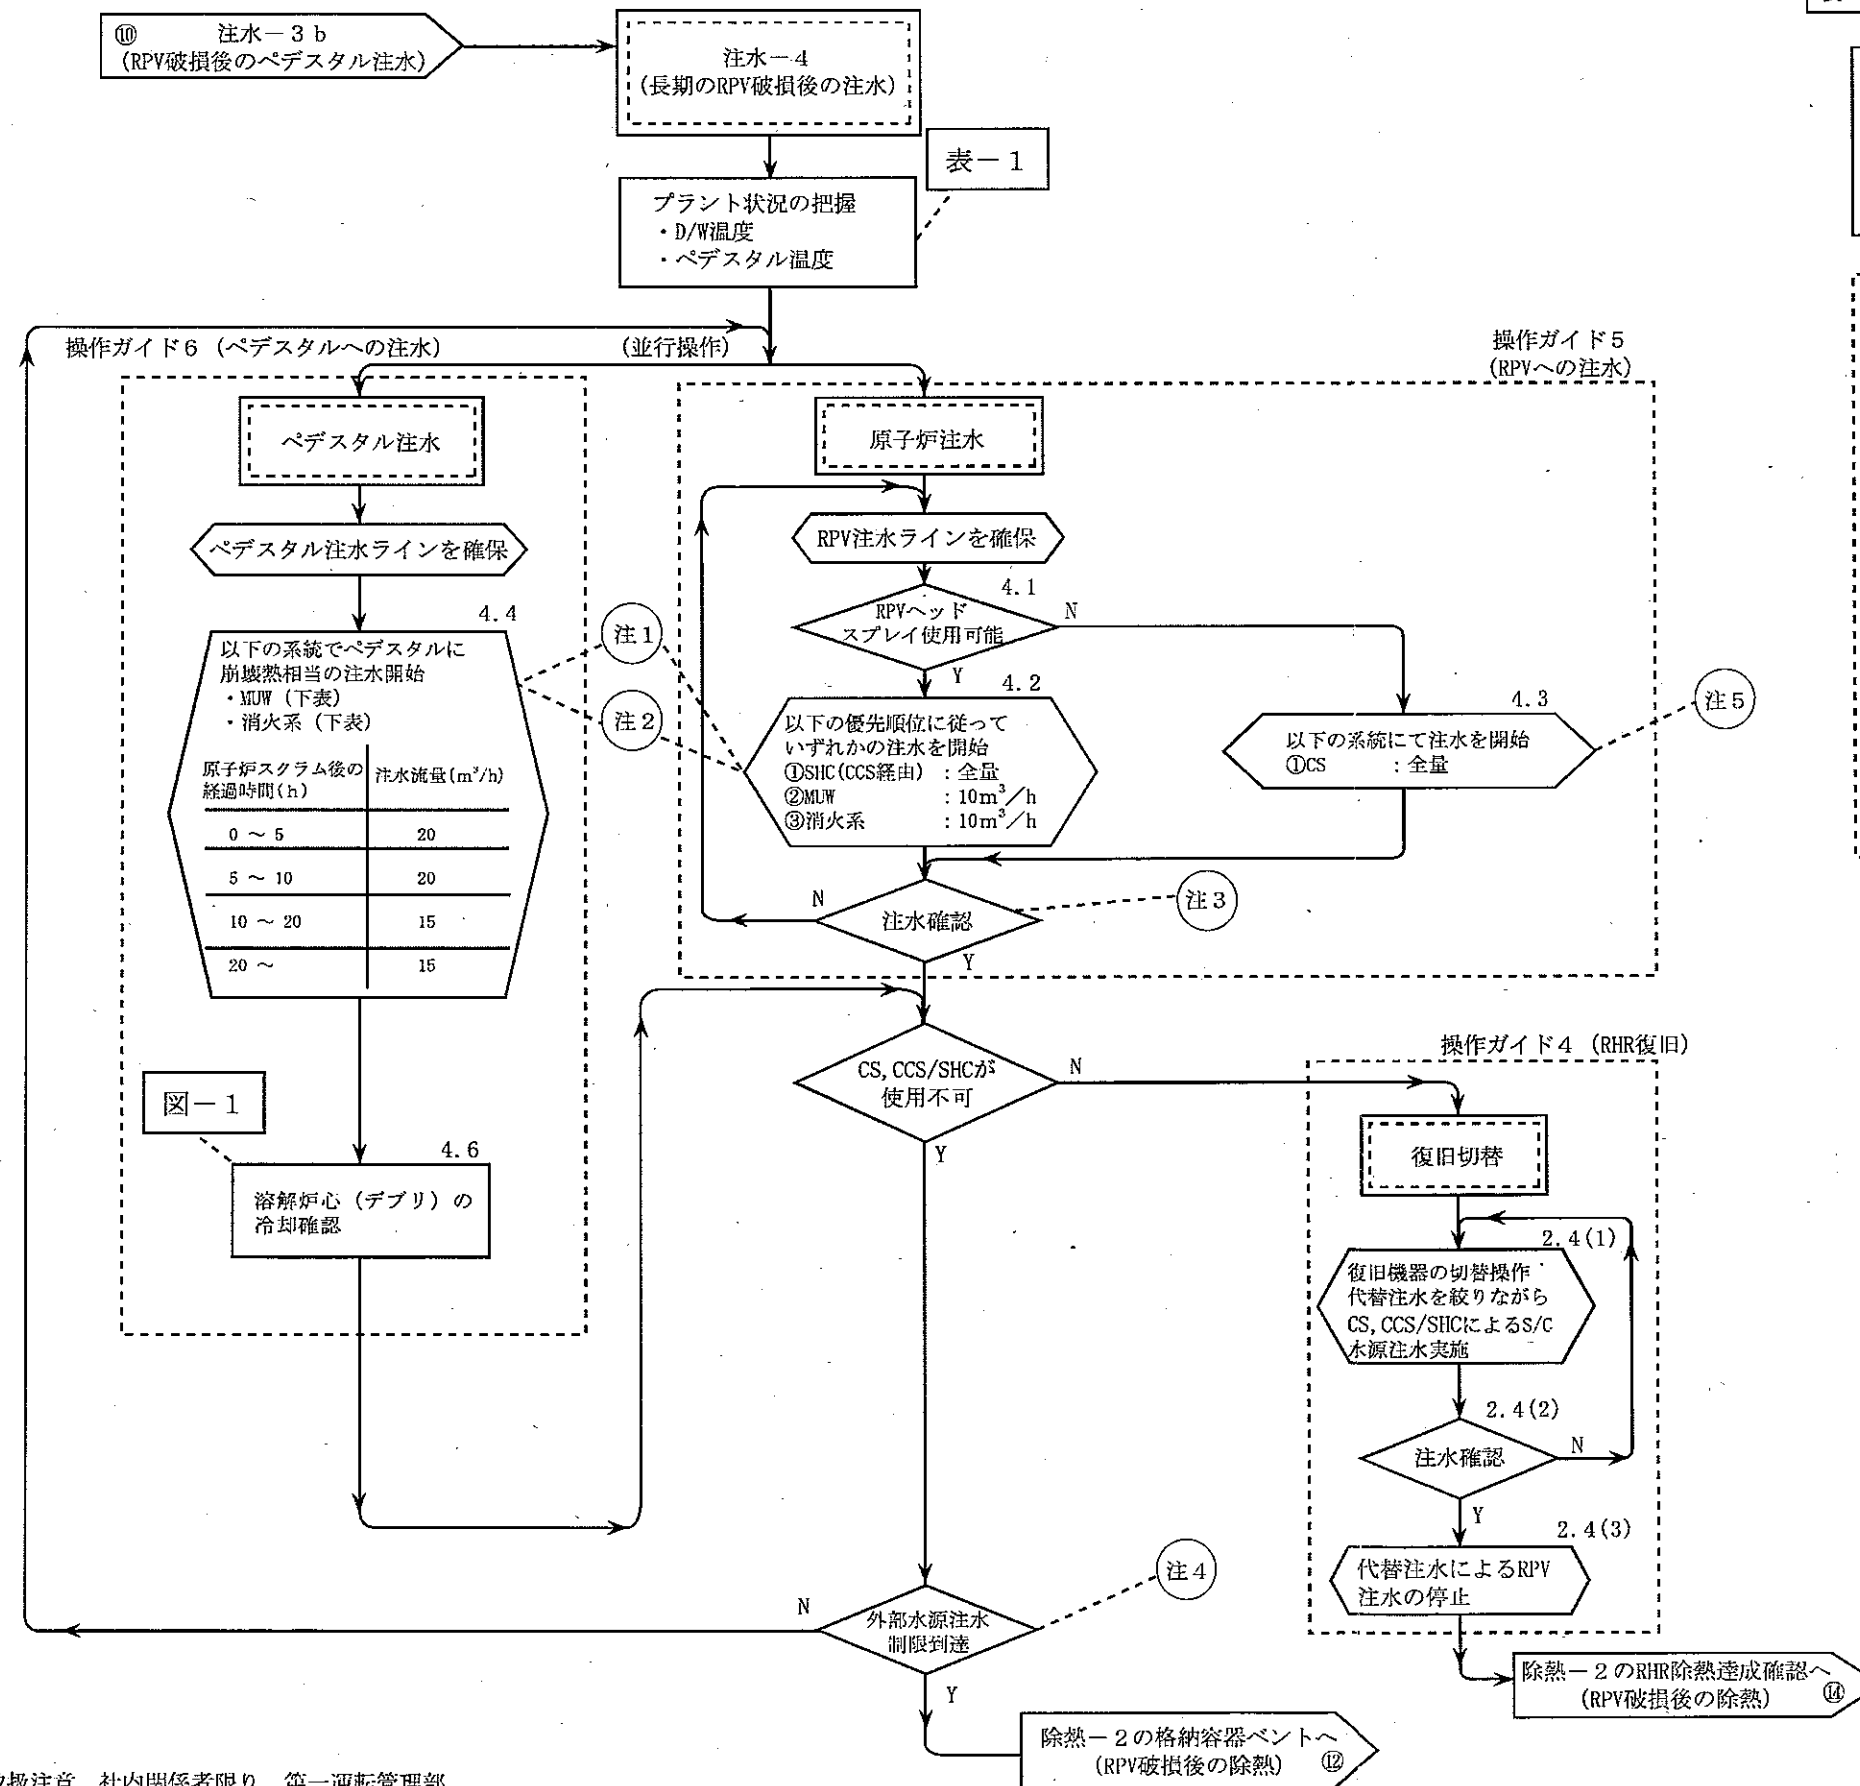 ⑩ 注水－3ｂ
(RPV破損後のペデスタル注水)
注水－4
(長期のRPV破損後の注水)
表－1
プラント状況の把握
・D/W温度
・ペデスタル温度
操作ガイド6（ペデスタルへの注水）
(並行操作)
操作ガイド5
(RPVへの注水)
ペデスタル注水
ペデスタル注水ラインを確保
4.4
以下の系統でペデスタルに
崩壊熱相当の注水開始
・MUW（下表）
・消火系（下表）
原子炉スクラム後の 注水流量(m³/h)
経過時間(h)
0 ～ 5 20
5 ～ 10 20
10 ～ 20 15
20 ～ 15
図－1
4.6
溶解炉心（デブリ）の
冷却確認
注1
注2
原子炉注水
RPV注水ラインを確保
4.1
RPVヘッド
スプレイ使用可能
N
Y
4.2
以下の優先順位に従って
いずれかの注水を開始
①SHC(CCS経由) ：全量
②MUW ：10m³／h
③消火系 ：10m³／h
4.3
以下の系統にて注水を開始
①CS ：全量
注5
注水確認
N
Y
注3
CS,CCS/SHCが
使用不可
N
Y
操作ガイド4（RHR復旧）
復旧切替
2.4(1)
復旧機器の切替操作
代替注水を絞りながら
CS,CCS/SHCによるS/C
水源注水実施
2.4(2)
注水確認
N
Y
2.4(3)
代替注水によるRPV
注水の停止
除熱－2のRHR除熱達成確認へ
(RPV破損後の除熱) ⑭
外部水源注水
制限到達
N
Y
注4
除熱－2の格納容器ベントへ
(RPV破損後の除熱) ⑫
扱注意 社内関係者限り 第一運転管理部